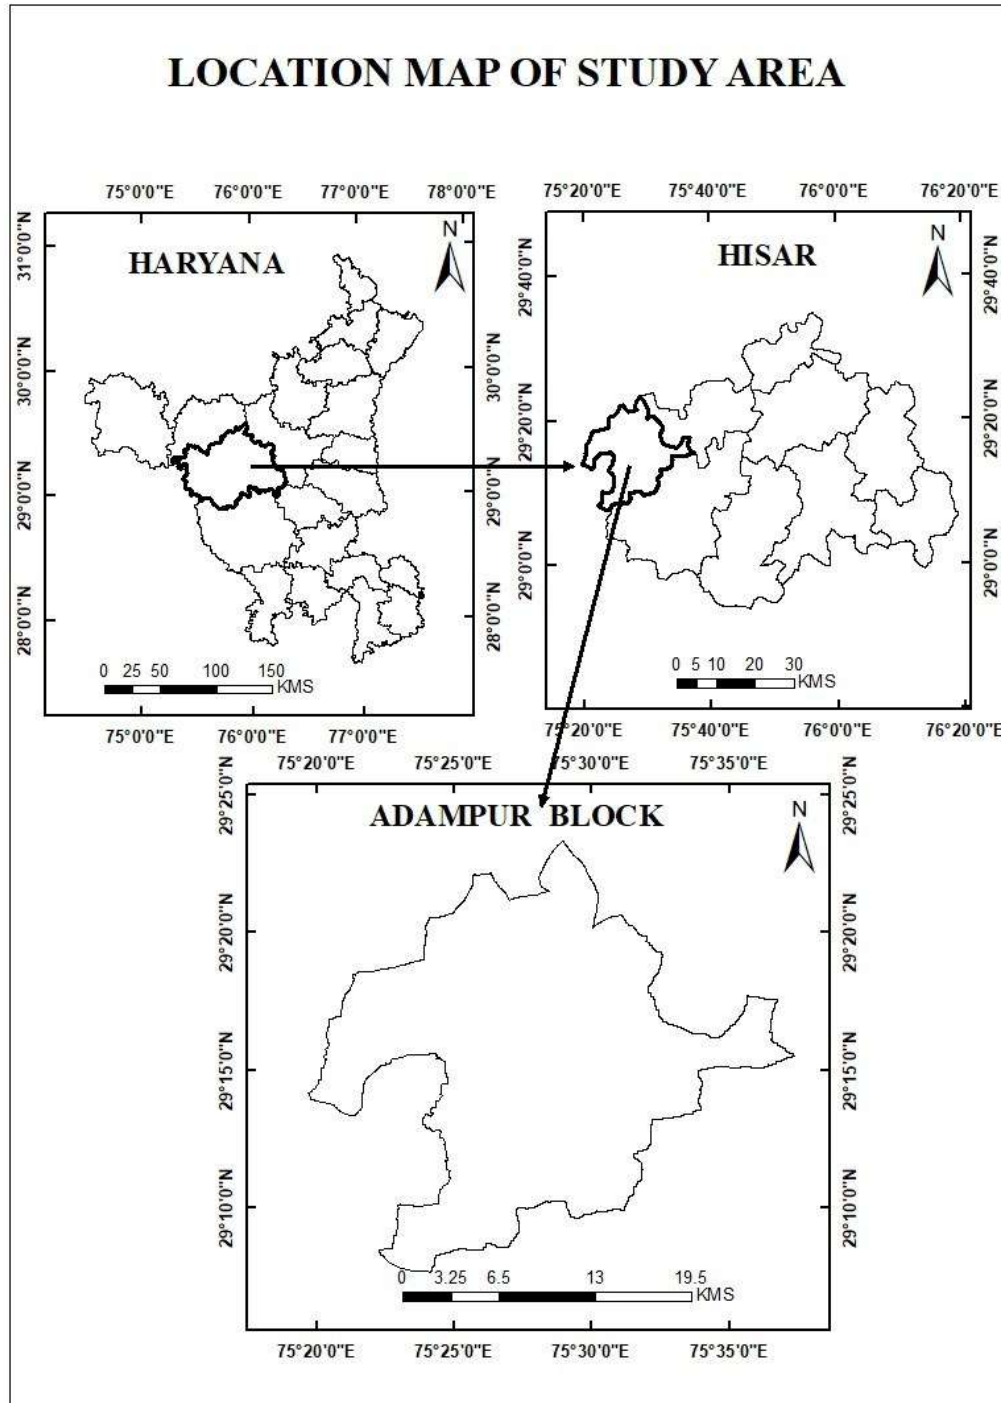 LOCATION MAP OF STUDY AREA
75°0'0"E 76°0'0"E 77°0'0"E 78°0'0"E
HARYANA
N
31°0'0"N
30°0'0"N
29°0'0"N
28°0'0"N
30°0'0"N
29°0'0"N
28°0'0"N
0 25 50 100 150
KMS
75°0'0"E 76°0'0"E 77°0'0"E
75°20'0"E 75°40'0"E 76°0'0"E 76°20'0"E
HISAR
N
29°40'0"N
29°20'0"N
29°0'0"N
29°40'0"N
29°20'0"N
29°0'0"N
0 5 10 20 30
KMS
75°20'0"E 75°40'0"E 76°0'0"E 76°20'0"E
75°20'0"E 75°25'0"E 75°30'0"E 75°35'0"E
ADAMPUR BLOCK
N
29°25'0"N
29°20'0"N
29°15'0"N
29°10'0"N
29°25'0"N
29°20'0"N
29°15'0"N
29°10'0"N
0 3.25 6.5 13 19.5
KMS
75°20'0"E 75°25'0"E 75°30'0"E 75°35'0"E